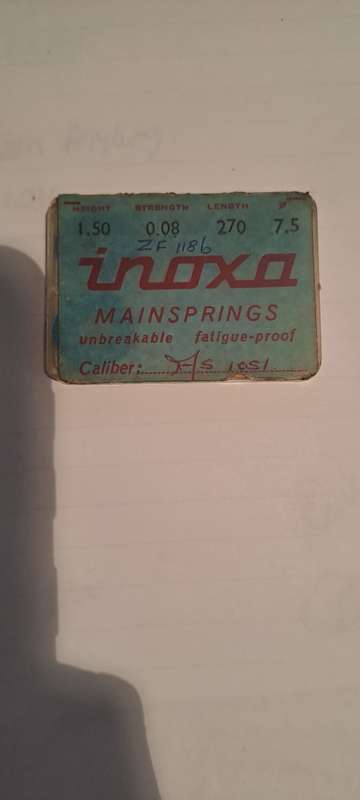 HEIGHT STRENGTH LENGTH
1.50 0.08 270 7.5
ZF 1186
inoxa
MAINSPRINGS
unbreakable fatigue-proof
Caliber: A/S 1051